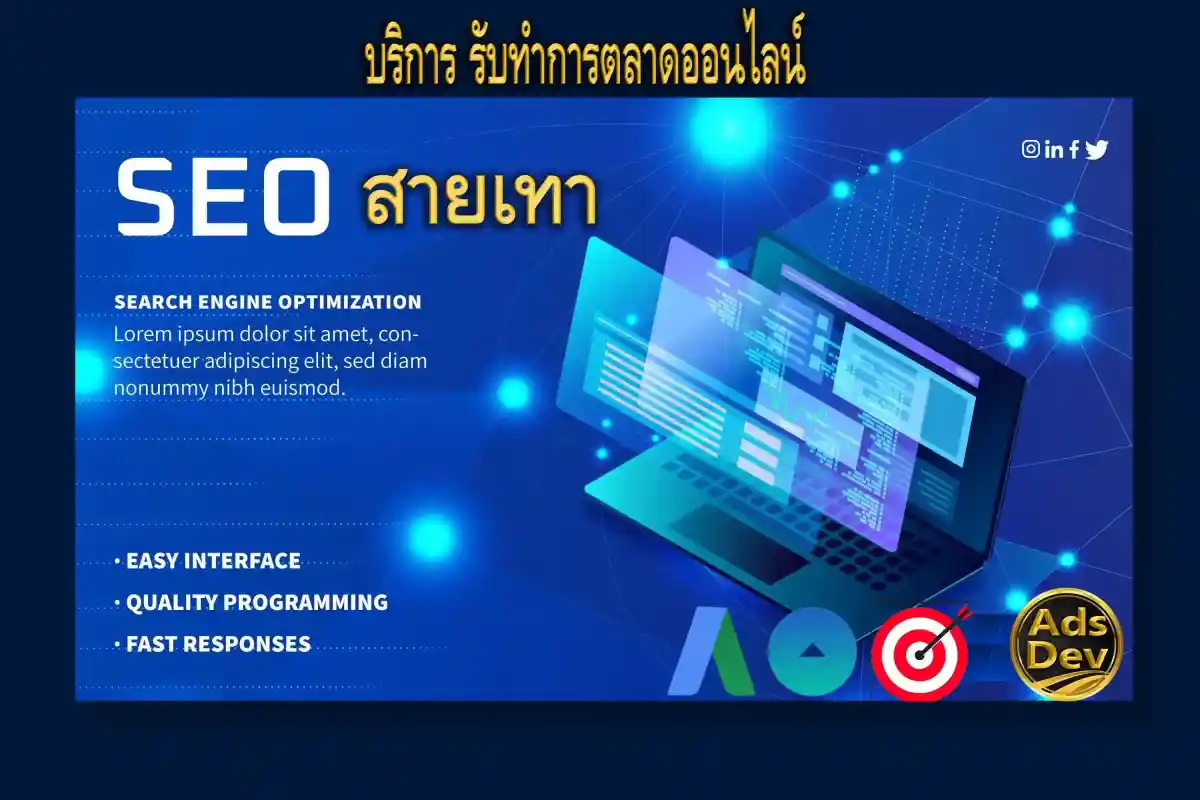 บริการ รับทำการตลาดออนไลน์
SEO สายเทา
SEARCH ENGINE OPTIMIZATION
Lorem ipsum dolor sit amet, con-
sectetuer adipiscing elit, sed diam
nonummy nibh euismod.
· EASY INTERFACE
· QUALITY PROGRAMMING
· FAST RESPONSES
Ads
Dev